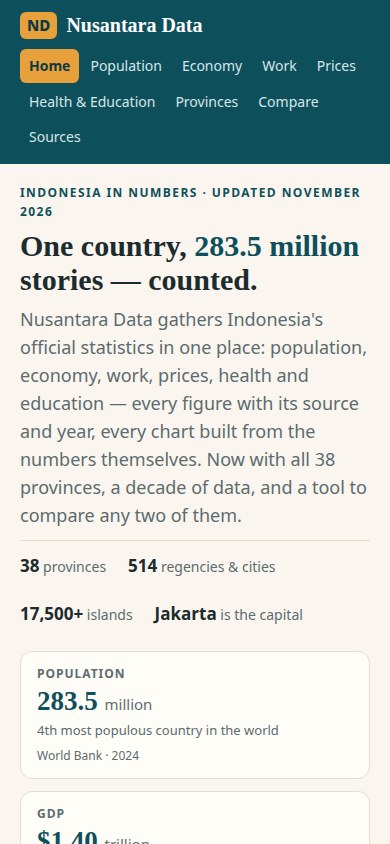 ND Nusantara Data
Home Population Economy Work Prices
Health & Education Provinces Compare
Sources
INDONESIA IN NUMBERS · UPDATED NOVEMBER
2026
One country, 283.5 million
stories — counted.
Nusantara Data gathers Indonesia's
official statistics in one place: population,
economy, work, prices, health and
education — every figure with its source
and year, every chart built from the
numbers themselves. Now with all 38
provinces, a decade of data, and a tool to
compare any two of them.
38 provinces 514 regencies & cities
17,500+ islands Jakarta is the capital
POPULATION
283.5 million
4th most populous country in the world
World Bank · 2024
GDP
$1.40 trillion